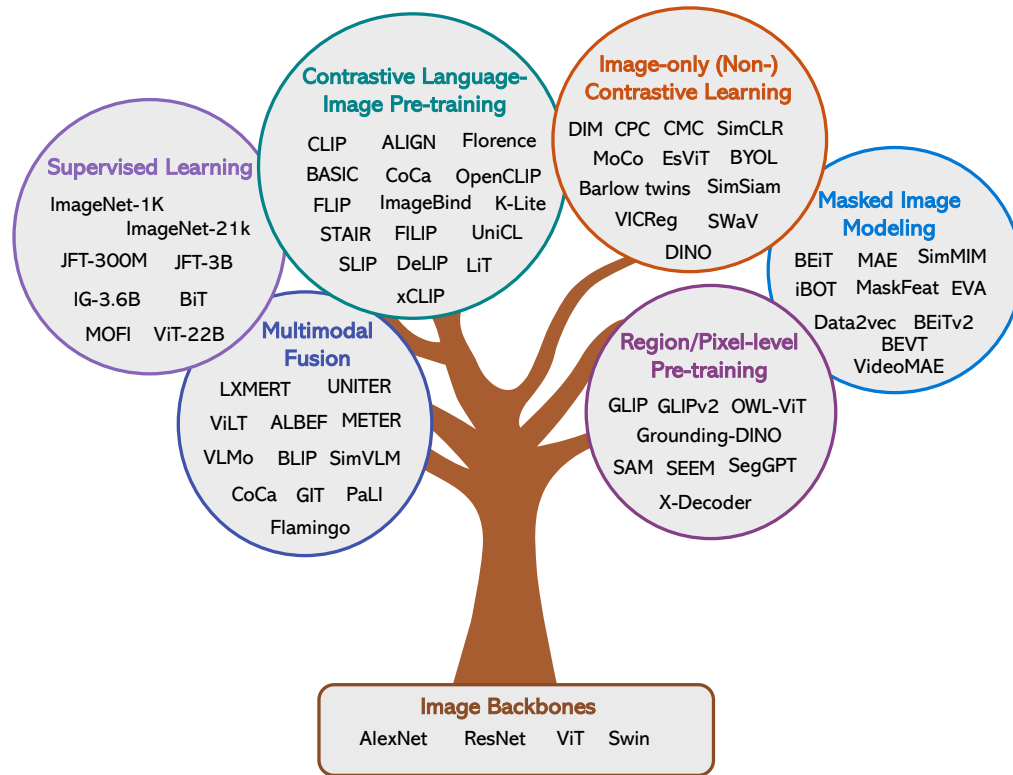 Supervised Learning
ImageNet-1K
ImageNet-21k
JFT-300M JFT-3B
IG-3.6B BiT
MOFI ViT-22B
Contrastive Language-
Image Pre-training
CLIP ALIGN Florence
BASIC CoCa OpenCLIP
FLIP ImageBind K-Lite
STAIR FILIP UniCL
SLIP DeLIP LiT
xCLIP
Image-only (Non-)
Contrastive Learning
DIM CPC CMC SimCLR
MoCo EsViT BYOL
Barlow twins SimSiam
VICReg SWaV
DINO
Masked Image
Modeling
BEiT MAE SimMIM
iBOT MaskFeat EVA
Data2vec BEiTv2
BEVT
VideoMAE
Multimodal
Fusion
LXMERT UNITER
ViLT ALBEF METER
VLMo BLIP SimVLM
CoCa GIT PaLI
Flamingo
Region/Pixel-level
Pre-training
GLIP GLIPv2 OWL-ViT
Grounding-DINO
SAM SEEM SegGPT
X-Decoder
Image Backbones
AlexNet ResNet ViT Swin